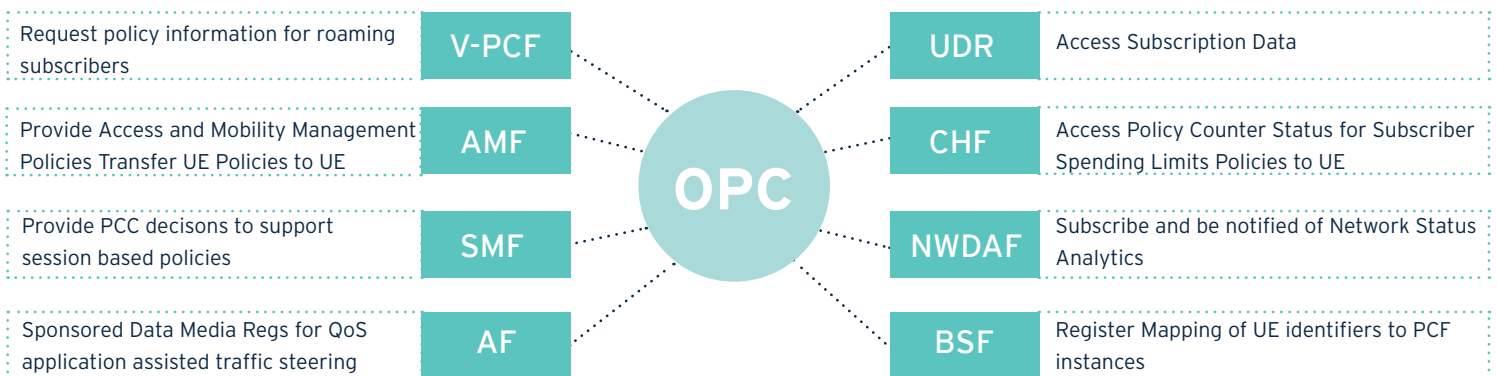 Request policy information for roaming
subscribers
V-PCF
Provide Access and Mobility Management
Policies Transfer UE Policies to UE
AMF
Provide PCC decisons to support
session based policies
SMF
Sponsored Data Media Regs for QoS
application assisted traffic steering
AF
OPC
UDR
Access Subscription Data
CHF
Access Policy Counter Status for Subscriber
Spending Limits Policies to UE
NWDAF
Subscribe and be notified of Network Status
Analytics
BSF
Register Mapping of UE identifiers to PCF
instances